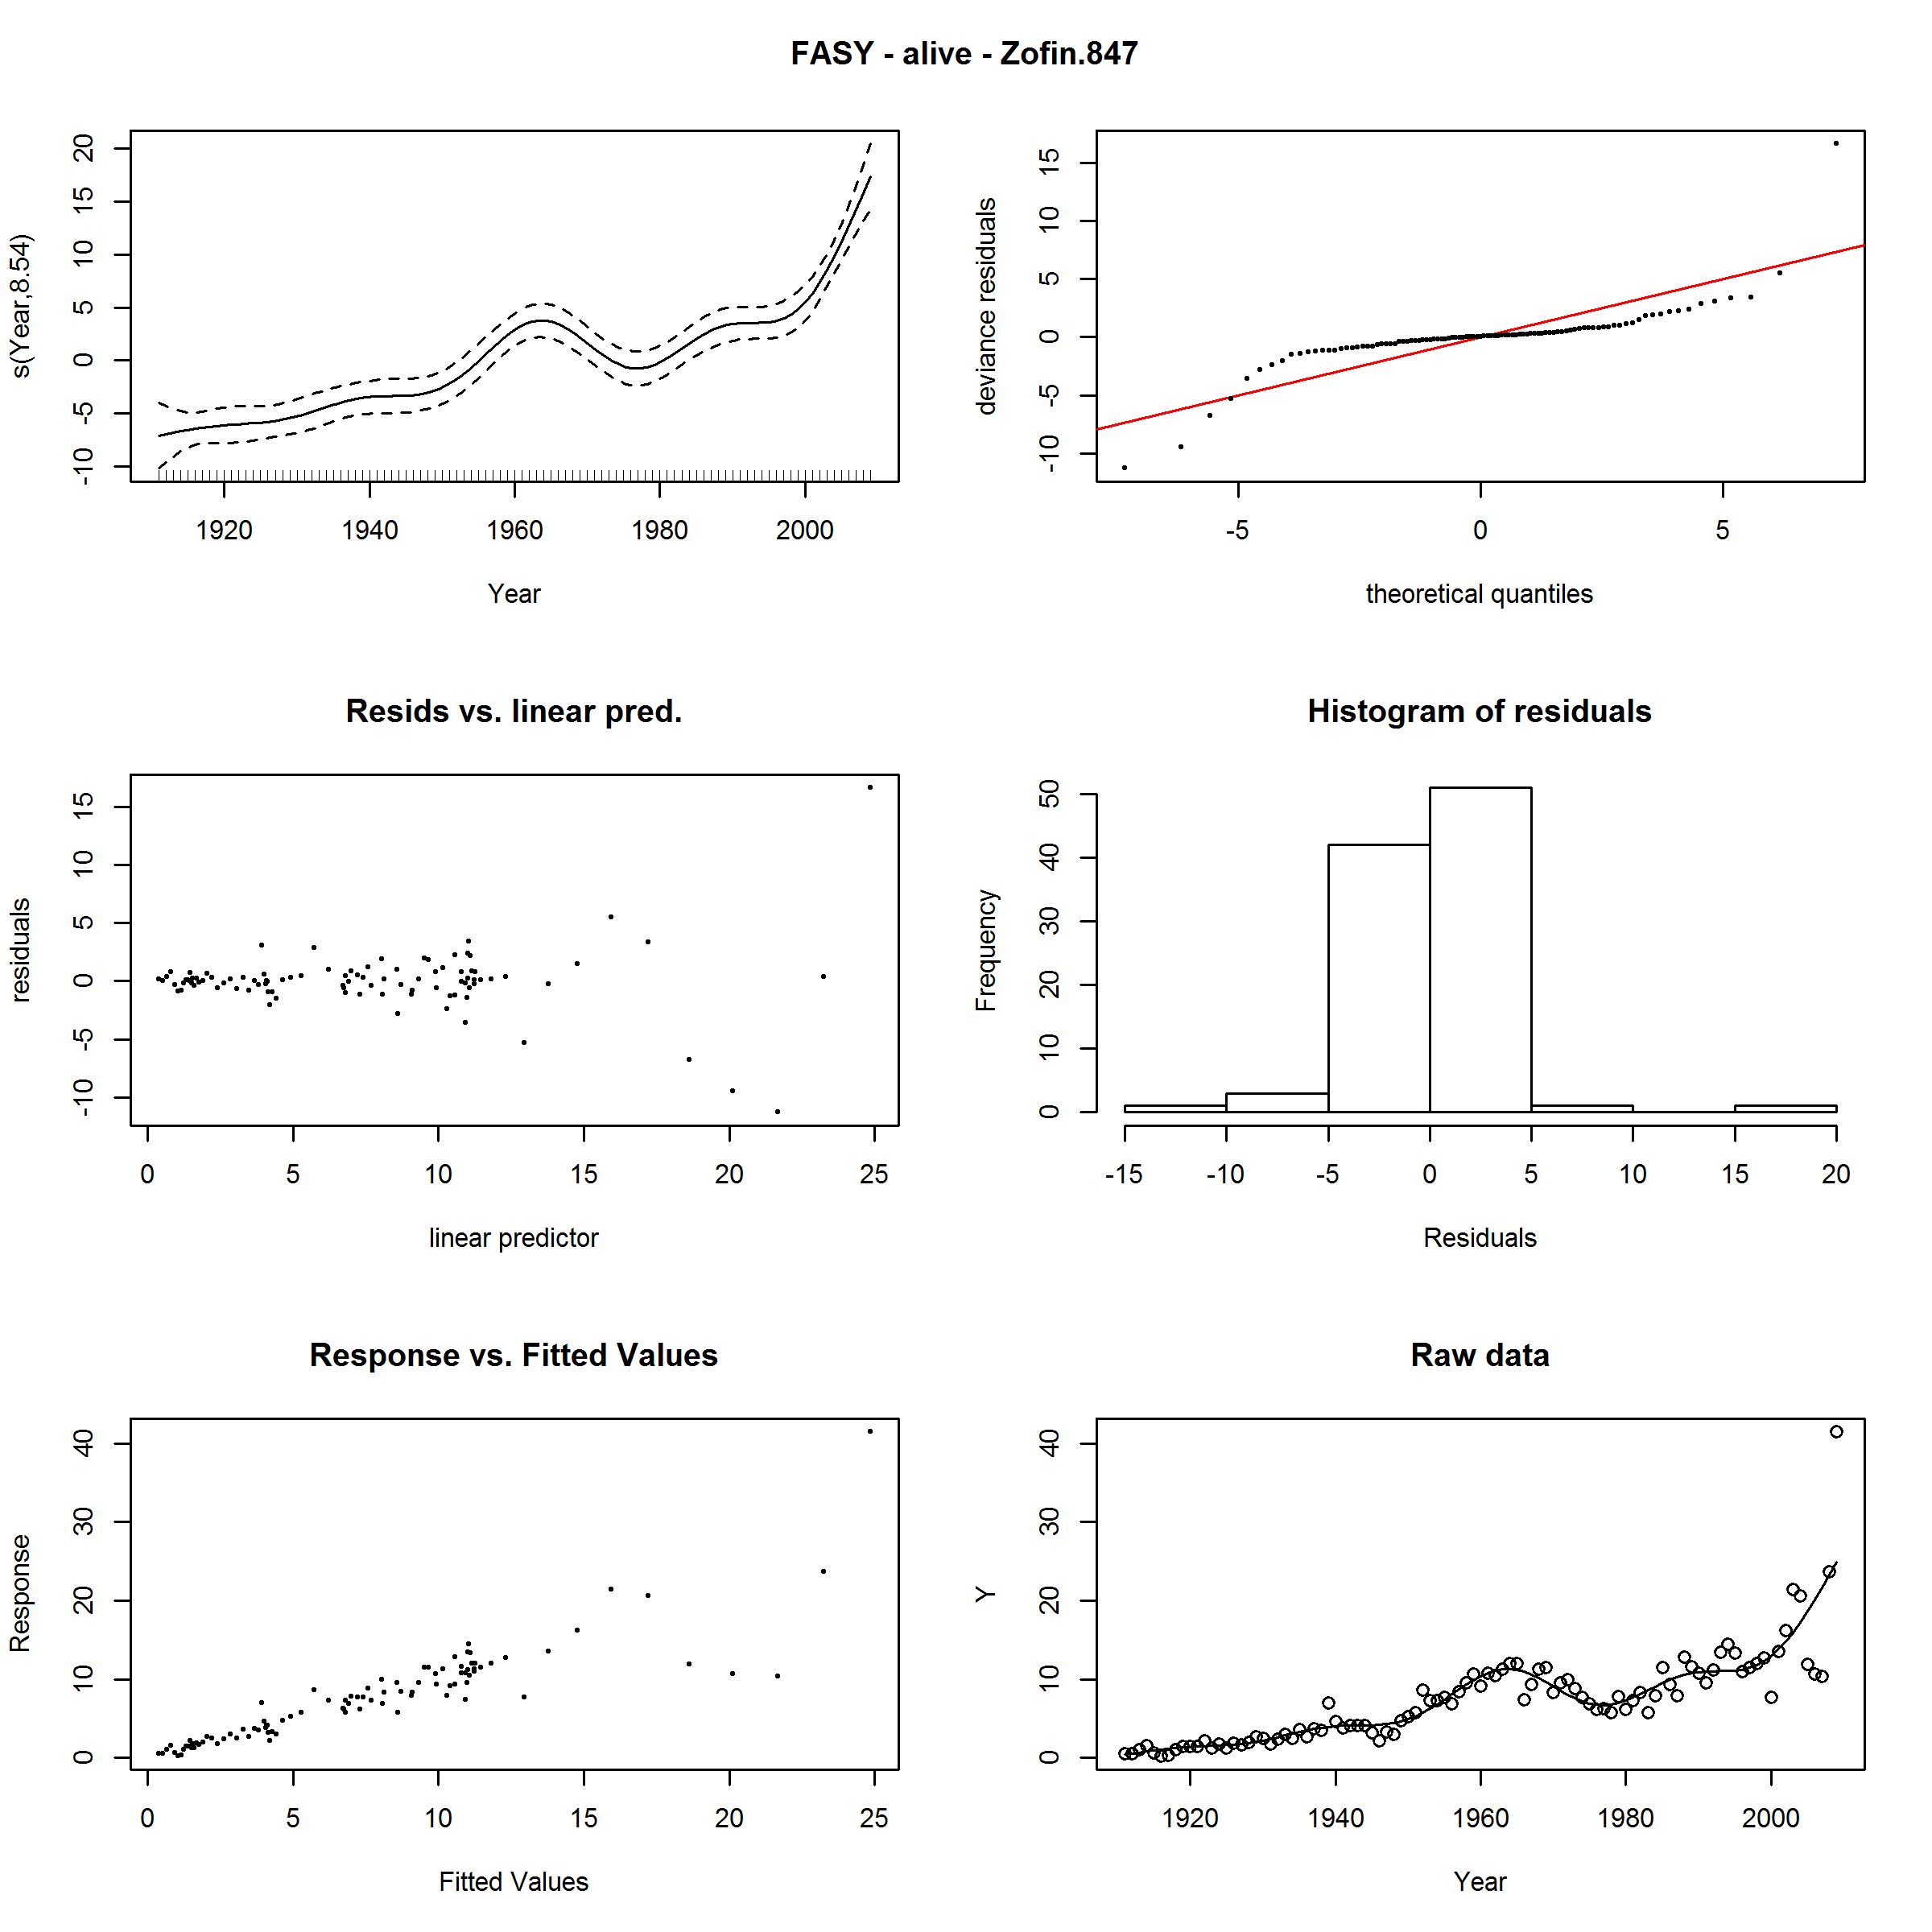 FASY - alive - Zofin.847
s(Year,8.54)
20
15
10
5
0
-5
-10
1920 1940 1960 1980 2000
Year
deviance residuals
15
10
5
0
-5
-10
-5 0 5
theoretical quantiles
Resids vs. linear pred.
residuals
15
10
5
0
-5
-10
0 5 10 15 20 25
linear predictor
Histogram of residuals
Frequency
50
40
30
20
10
0
-15 -10 -5 0 5 10 15 20
Residuals
Response vs. Fitted Values
Response
40
30
20
10
0
0 5 10 15 20 25
Fitted Values
Raw data
Y
40
30
20
10
0
1920 1940 1960 1980 2000
Year